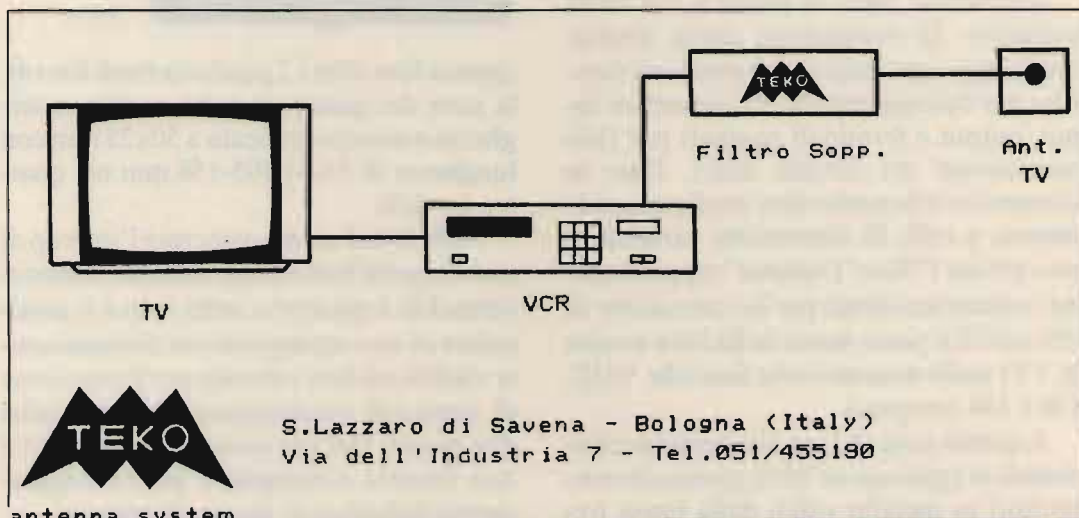 TEKO
Filtro Sopp.
Ant.
TV
TV
VCR
TEKO
antenna system
S.Lazzaro di Savena - Bologna (Italy)
Via dell'Industria 7 - Tel.051/455190